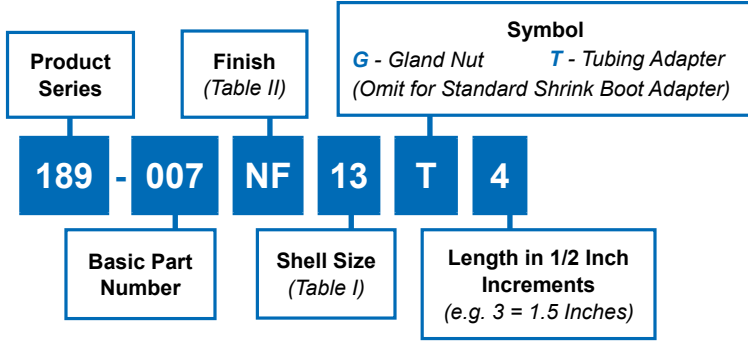 Symbol
G - Gland Nut T - Tubing Adapter
(Omit for Standard Shrink Boot Adapter)
Product
Series
Finish
(Table II)
189 - 007 NF 13 T 4
Basic Part
Number
Shell Size
(Table I)
Length in 1/2 Inch
Increments
(e.g. 3 = 1.5 Inches)